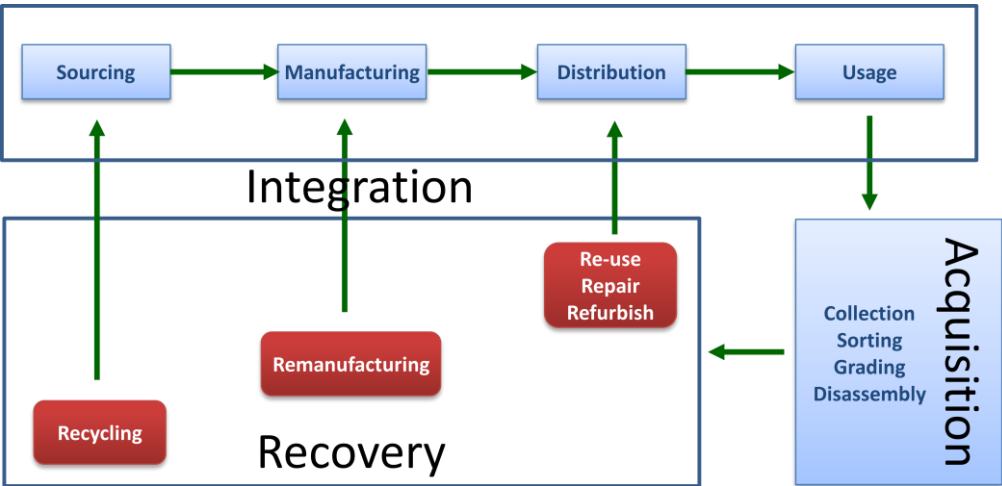 Sourcing
Manufacturing
Distribution
Usage
Integration
Re-use
Repair
Refurbish
Remanufacturing
Recycling
Recovery
Collection
Sorting
Grading
Disassembly
Acquisition